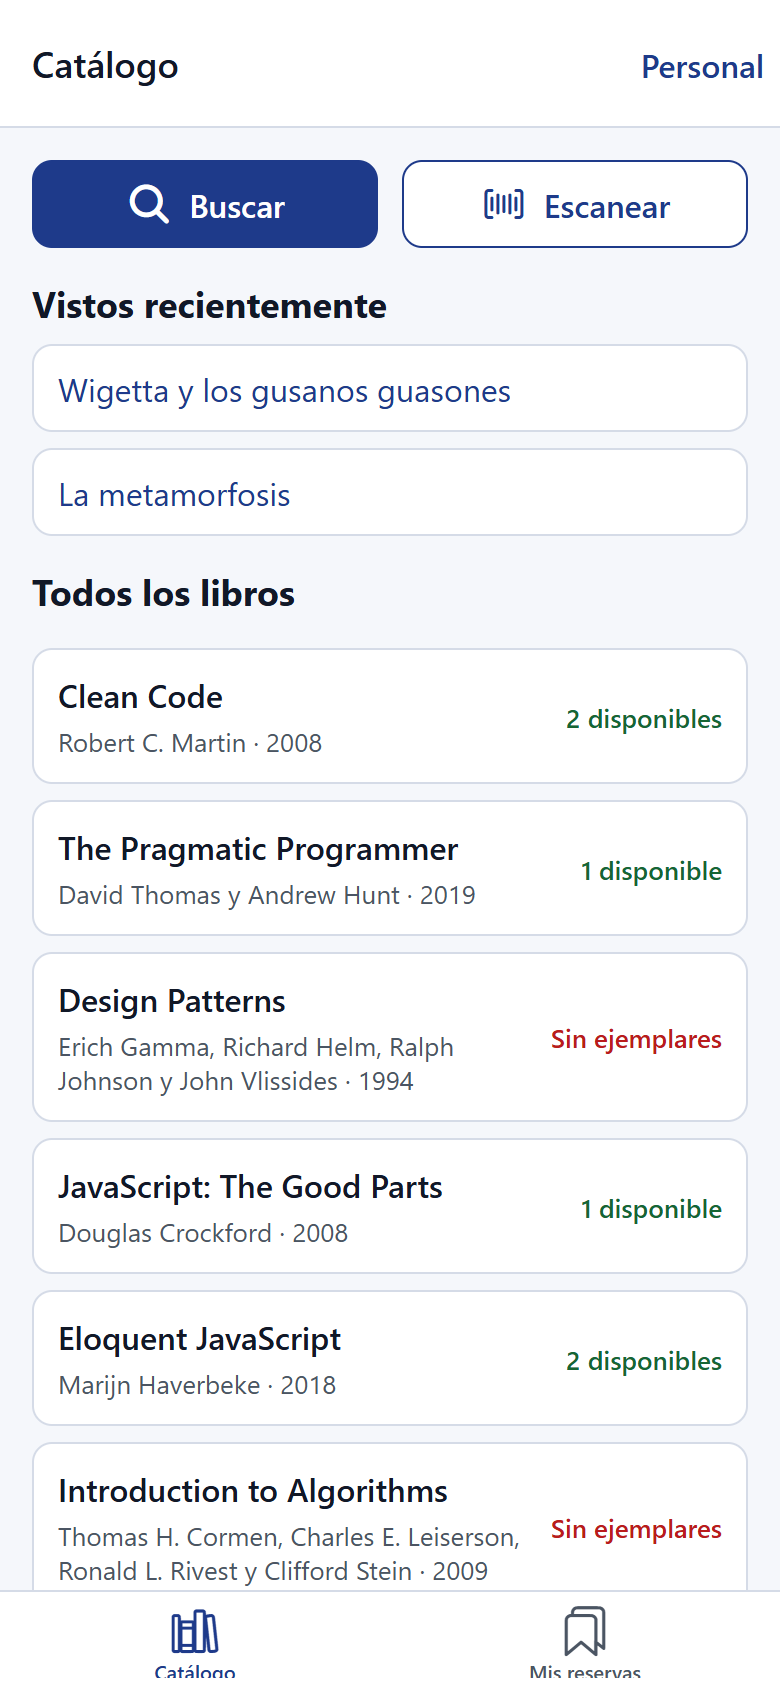 Catálogo
Personal
Buscar
Escanear
Vistos recientemente
Wigetta y los gusanos guasones
La metamorfosis
Todos los libros
Clean Code
Robert C. Martin · 2008
2 disponibles
The Pragmatic Programmer
David Thomas y Andrew Hunt · 2019
1 disponible
Design Patterns
Erich Gamma, Richard Helm, Ralph
Johnson y John Vlissides · 1994
Sin ejemplares
JavaScript: The Good Parts
Douglas Crockford · 2008
1 disponible
Eloquent JavaScript
Marijn Haverbeke · 2018
2 disponibles
Introduction to Algorithms
Thomas H. Cormen, Charles E. Leiserson,
Ronald L. Rivest y Clifford Stein · 2009
Sin ejemplares
Catálogo
Mis reservas